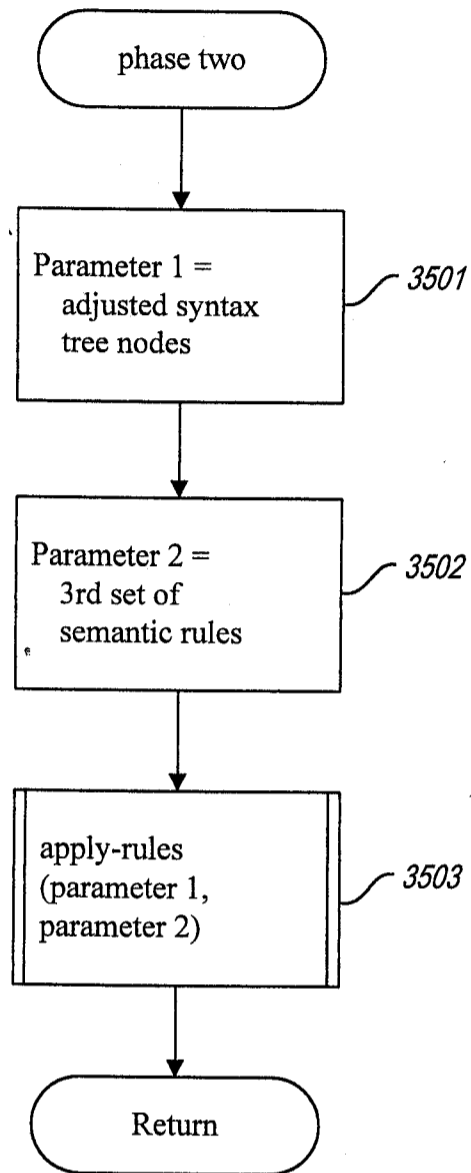 phase two
Parameter 1 =
adjusted syntax
tree nodes
3501
Parameter 2 =
3rd set of
semantic rules
3502
apply-rules
(parameter 1,
parameter 2)
3503
Return